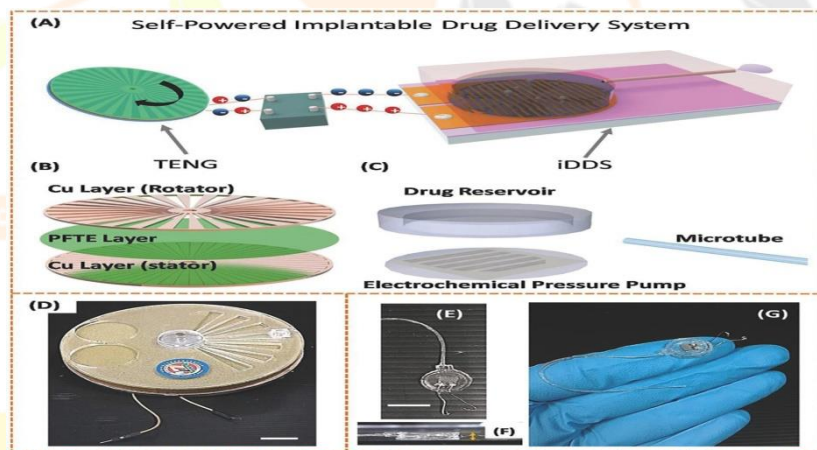 (A) Self-Powered Implantable Drug Delivery System
TENG
iDDS
(B)
Cu Layer (Rotator)
PFTE Layer
Cu Layer (stator)
(C)
Drug Reservoir
Microtube
Electrochemical Pressure Pump
(D)
(E)
(F)
(G)